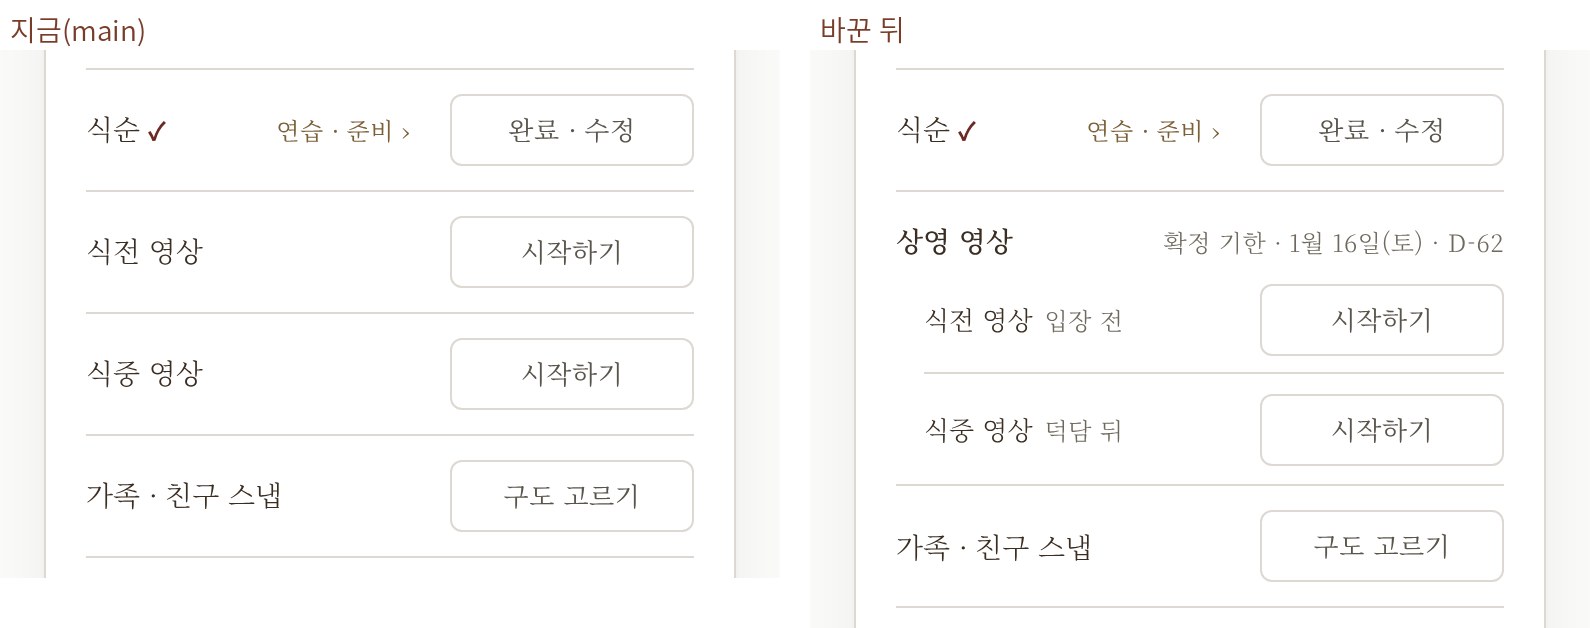 지금(main)
식순 ✓ 연습 · 준비 › 완료 · 수정
식전 영상 시작하기
식중 영상 시작하기
가족 · 친구 스냅 구도 고르기
바꾼 뒤
식순 ✓ 연습 · 준비 › 완료 · 수정
상영 영상 확정 기한 · 1월 16일(토) · D-62
식전 영상 입장 전 시작하기
식중 영상 덕담 뒤 시작하기
가족 · 친구 스냅 구도 고르기